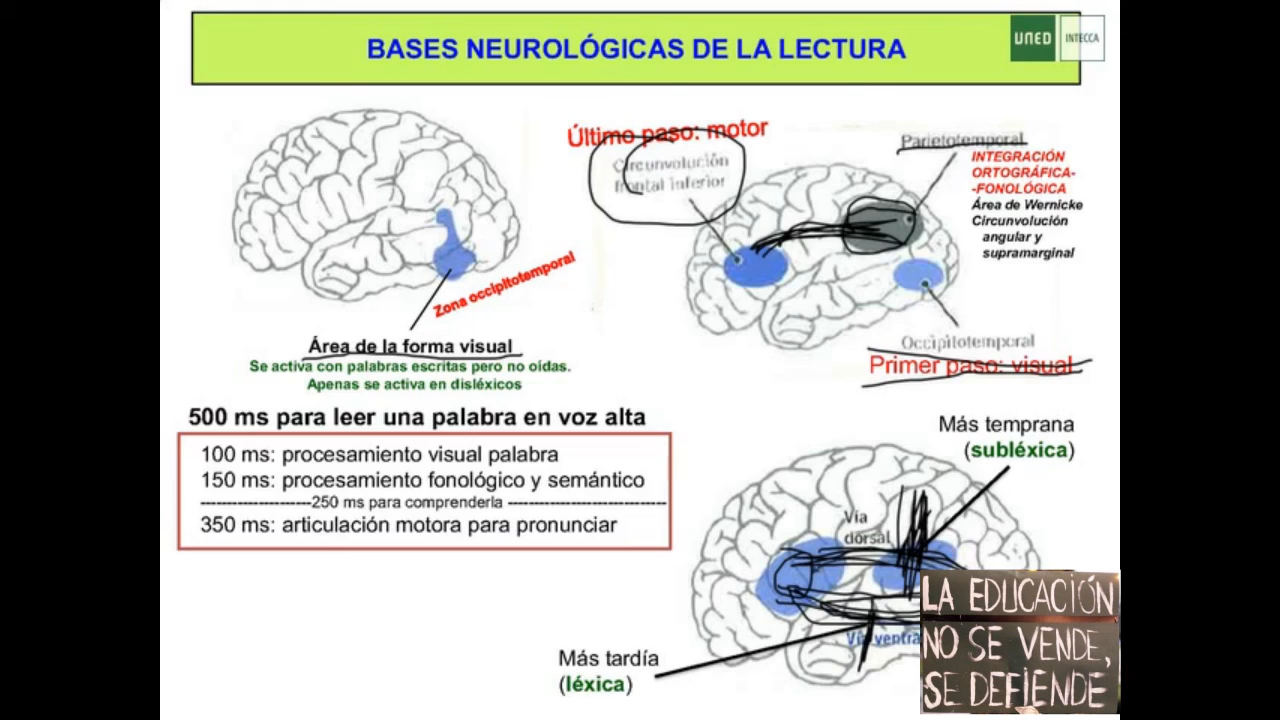 BASES NEUROLÓGICAS DE LA LECTURA
UNED
INTECCA
Último paso: motor
Circunvolución
frontal inferior
Parietotemporal
INTEGRACIÓN
ORTOGRÁFICA-
-FONOLÓGICA
Área de Wernicke
Circunvolución
angular y
supramarginal
Zona occipitotemporal
Área de la forma visual
Se activa con palabras escritas pero no oídas.
Apenas se activa en disléxicos
Occipitotemporal
Primer paso: visual
500 ms para leer una palabra en voz alta
100 ms: procesamiento visual palabra
150 ms: procesamiento fonológico y semántico
---------------------250 ms para comprenderla ------------------------------
350 ms: articulación motora para pronunciar
Más temprana
(subléxica)
Vía
dorsal
Vía ventra
Más tardía
(léxica)
LA EDUCACIÓN
NO SE VENDE,
SE DEFIENDE